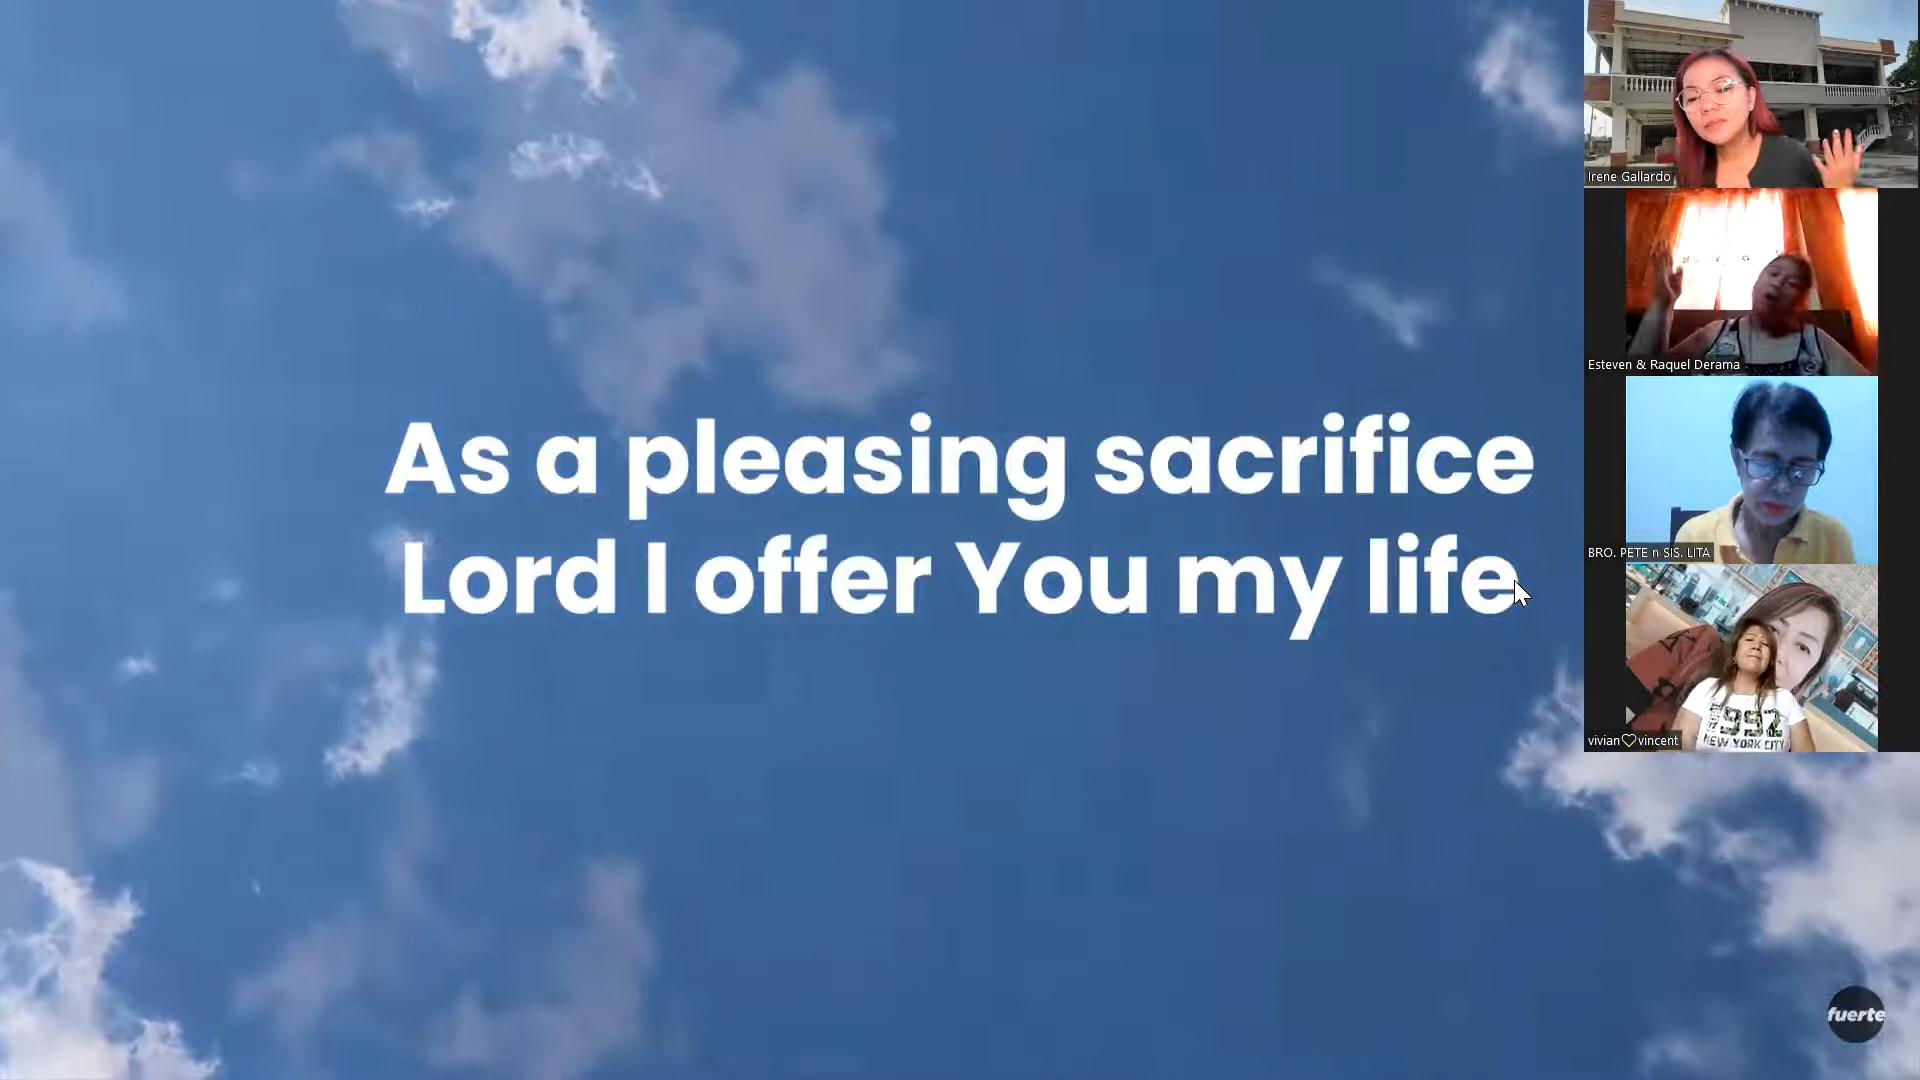 As a pleasing sacrifice
Lord I offer You my life
Irene Gallardo
Esteven & Raquel Derama
BRO. PETE n SIS. LITA
1992
NEW YORK CITY
vivian♡vincent
fuerte